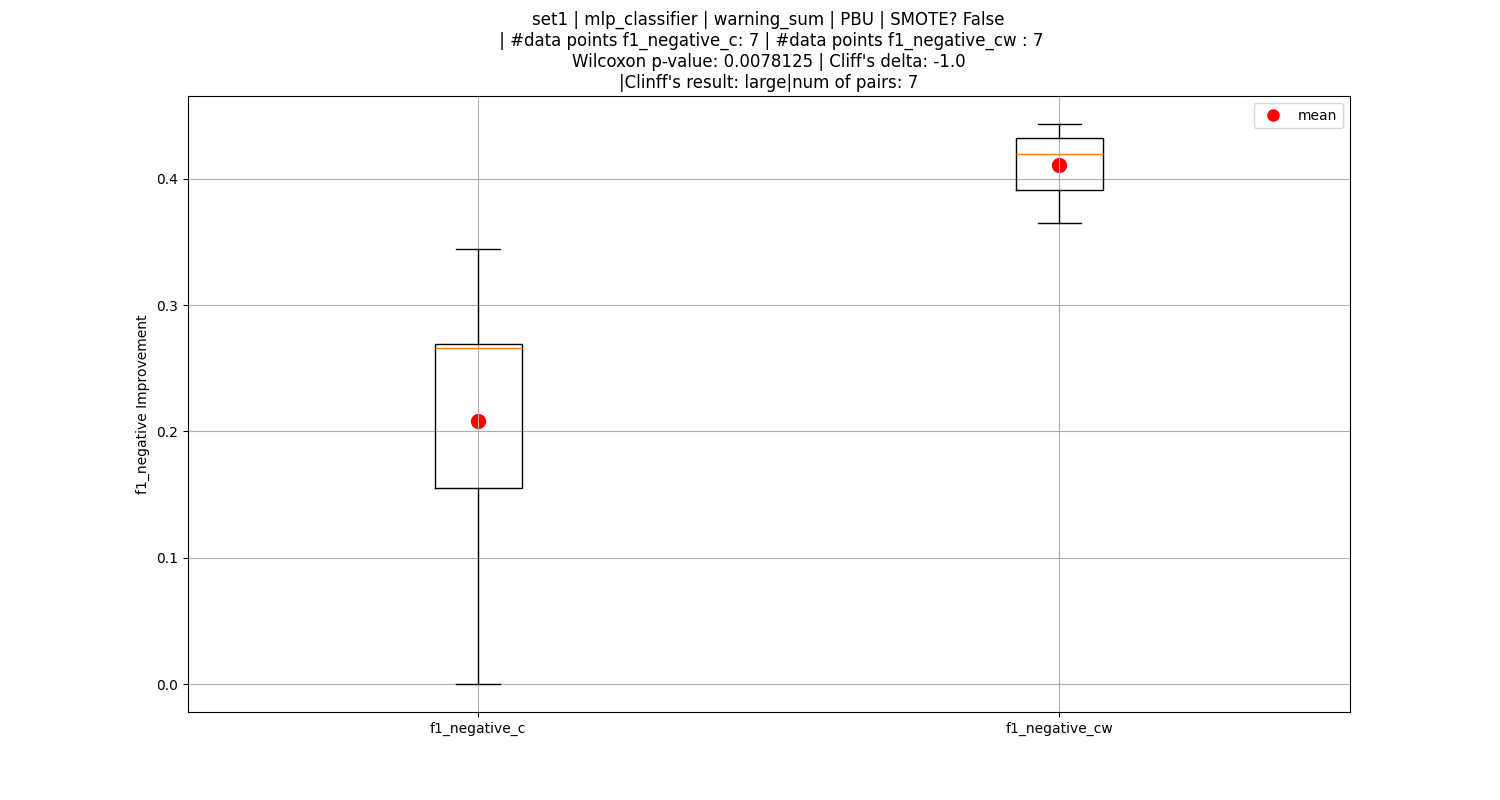 set1 | mlp_classifier | warning_sum | PBU | SMOTE? False
| #data points f1_negative_c: 7 | #data points f1_negative_cw : 7
Wilcoxon p-value: 0.0078125 | Cliff's delta: -1.0
|Clinff's result: large|num of pairs: 7
mean
0.4
0.3
0.2
0.1
0.0
f1_negative Improvement
f1_negative_c
f1_negative_cw